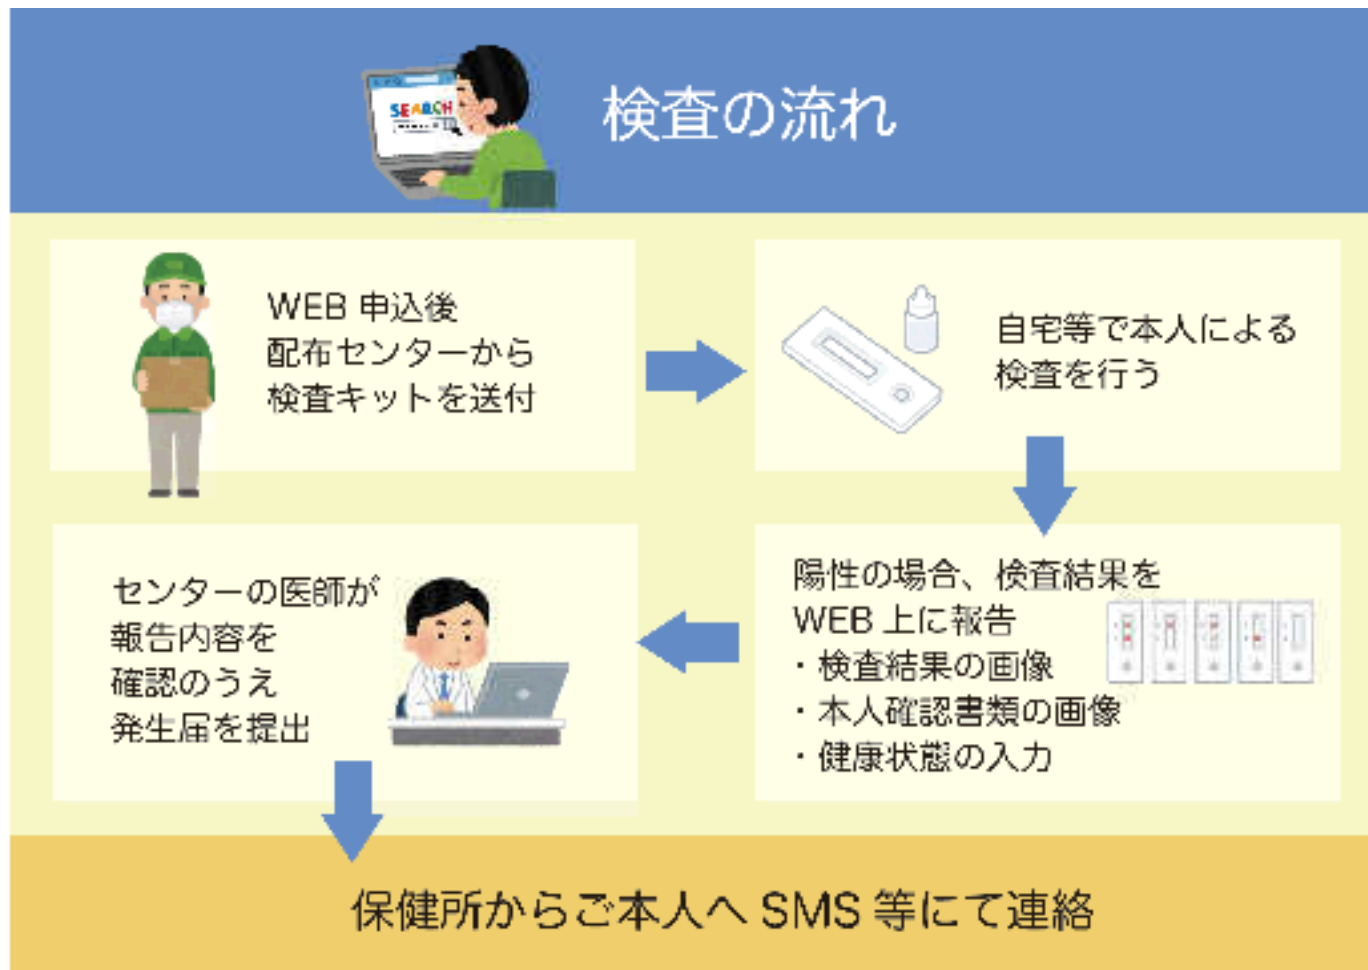 SEARCH
検査の流れ
WEB 申込後
配布センターから
検査キットを送付
自宅等で本人による
検査を行う
陽性の場合、検査結果を
WEB 上に報告
・検査結果の画像
・本人確認書類の画像
・健康状態の入力
センターの医師が
報告内容を
確認のうえ
発生届を提出
保健所からご本人へ SMS 等にて連絡